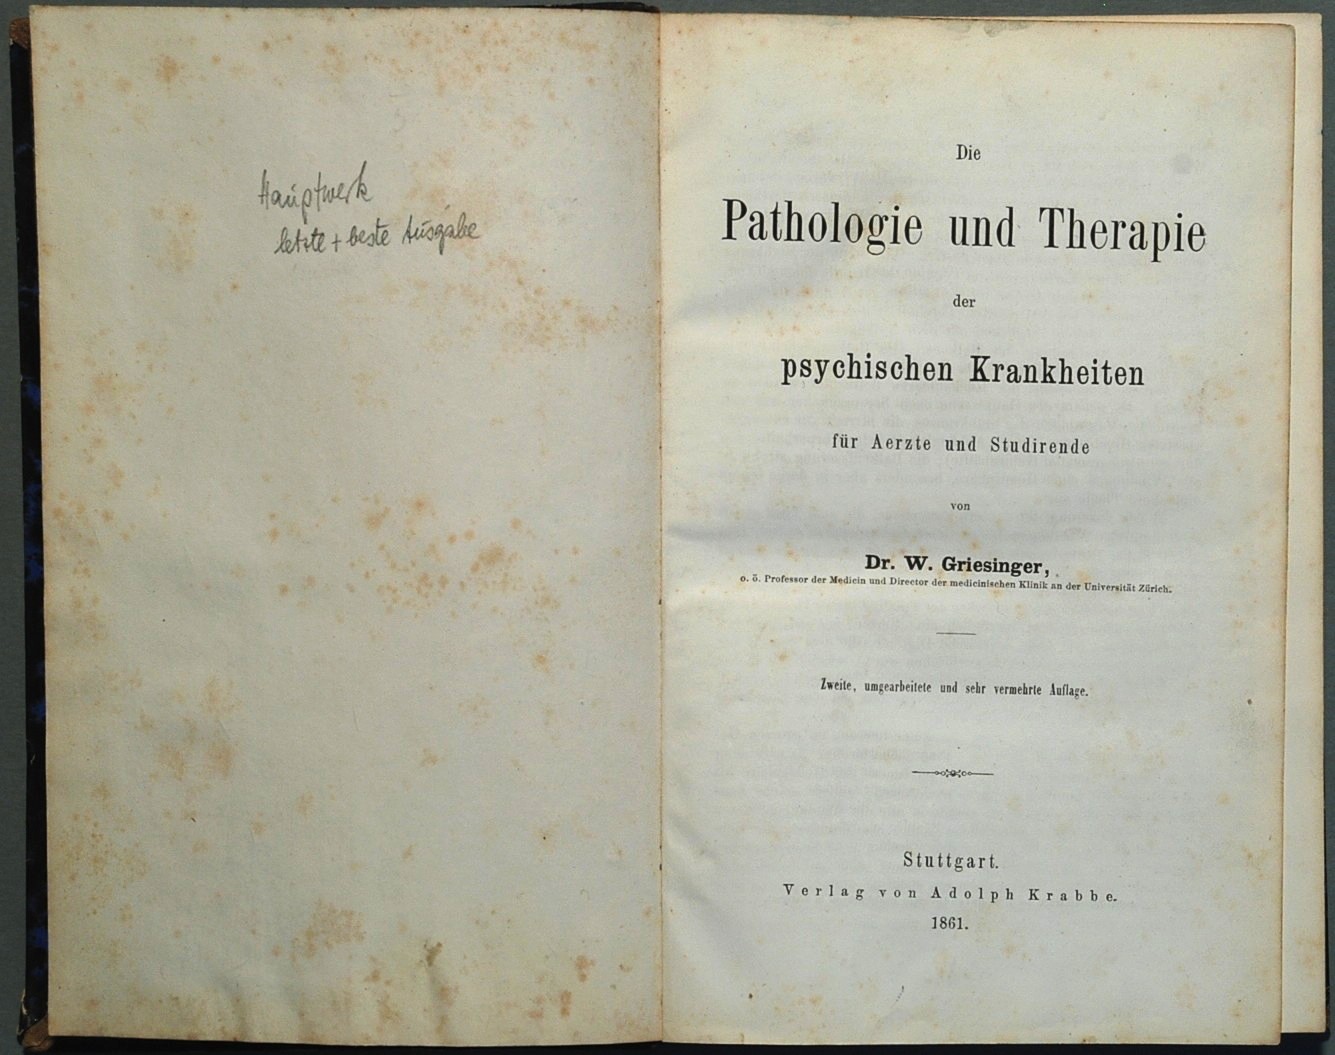 Hauptwerk
letzte + beste Ausgabe
Die
Pathologie und Therapie
der
psychischen Krankheiten
für Aerzte und Studirende
von
Dr. W. Griesinger,
o. ö. Professor der Medicin und Director der medicinischen Klinik an der Universität Zürich.
Zweite, umgearbeitete und sehr vermehrte Auflage.
Stuttgart.
Verlag von Adolph Krabbe.
1861.